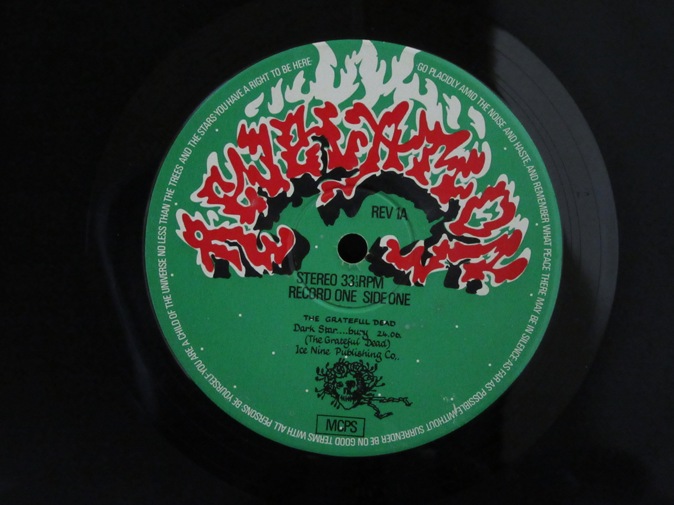 GO PLACIDLY AMID THE NOISE AND HASTE AND REMEMBER WHAT PEACE THERE MAY BE IN SILENCE AS FAR AS POSSIBLE/WITHOUT SURRENDER BE ON GOOD TERMS WITH ALL PERSONS BE YOURSELF YOU ARE A CHILD OF THE UNIVERSE NO LESS THAN THE TREES AND THE STARS YOU HAVE A RIGHT TO BE HERE
REVELATION
REV 1A
STEREO 33⅓RPM
RECORD ONE SIDE ONE
THE GRATEFUL DEAD
Dark Star....bury 24.06.
(The Grateful Dead)
Ice Nine Publishing Co,.
MCPS